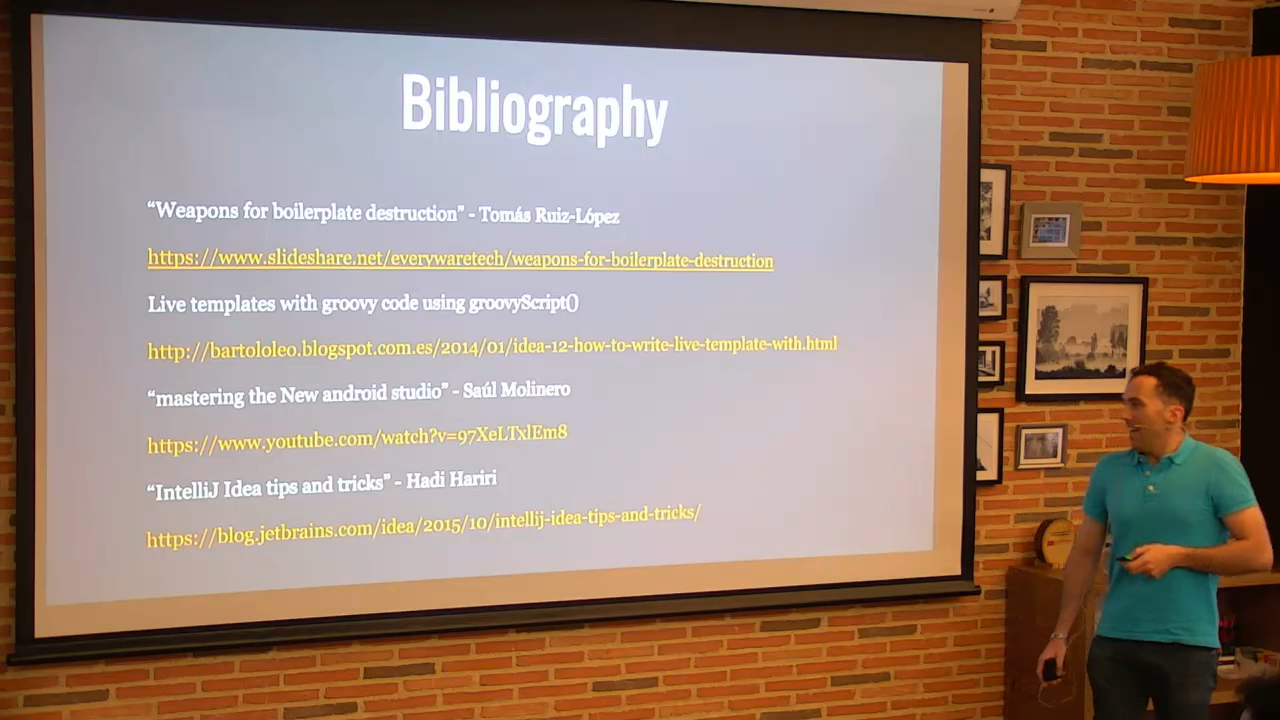 Bibliography
“Weapons for boilerplate destruction” - Tomás Ruiz-López
https://www.slideshare.net/everywaretech/weapons-for-boilerplate-destruction
Live templates with groovy code using groovyScript()
http://bartololeo.blogspot.com.es/2014/01/idea-12-how-to-write-live-template-with.html
“mastering the New android studio” - Saúl Molinero
https://www.youtube.com/watch?v=97XeLTxlEm8
“IntelliJ Idea tips and tricks” - Hadi Hariri
https://blog.jetbrains.com/idea/2015/10/intellij-idea-tips-and-tricks/